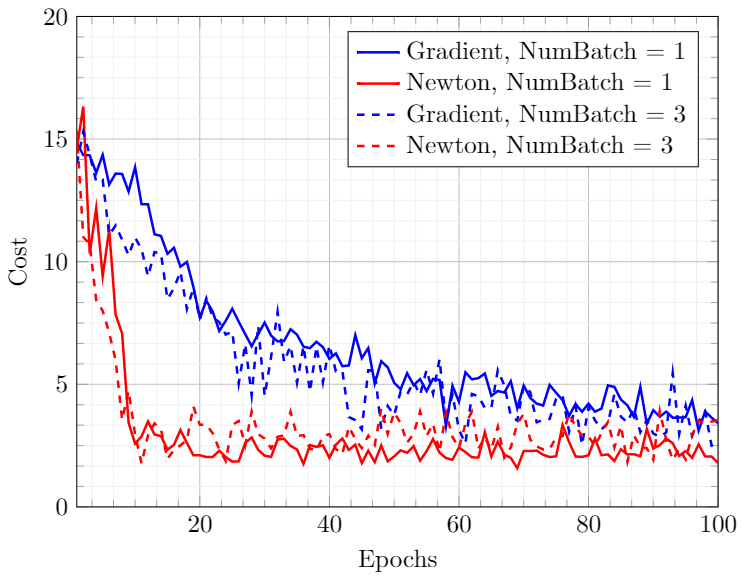 20
15
10
5
0
Cost
Gradient, NumBatch = 1
Newton, NumBatch = 1
Gradient, NumBatch = 3
Newton, NumBatch = 3
20 40 60 80 100
Epochs